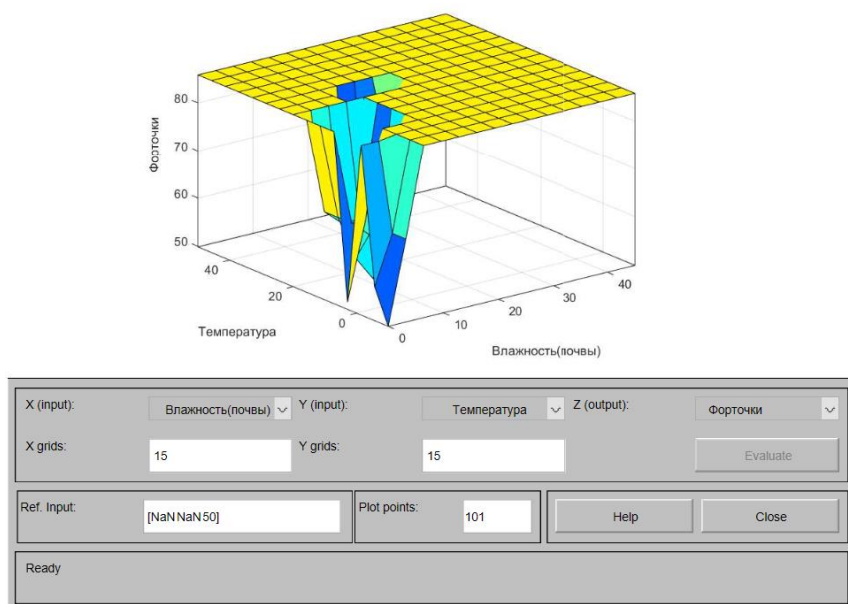 80
70
60
50
Форточки
40
20
0
Температура
0
10
20
30
40
Влажность(почвы)
X (input): Влажность(почвы) Y (input): Температура Z (output): Форточки
X grids: 15 Y grids: 15 Evaluate
Ref. Input: [NaN NaN 50] Plot points: 101 Help Close
Ready